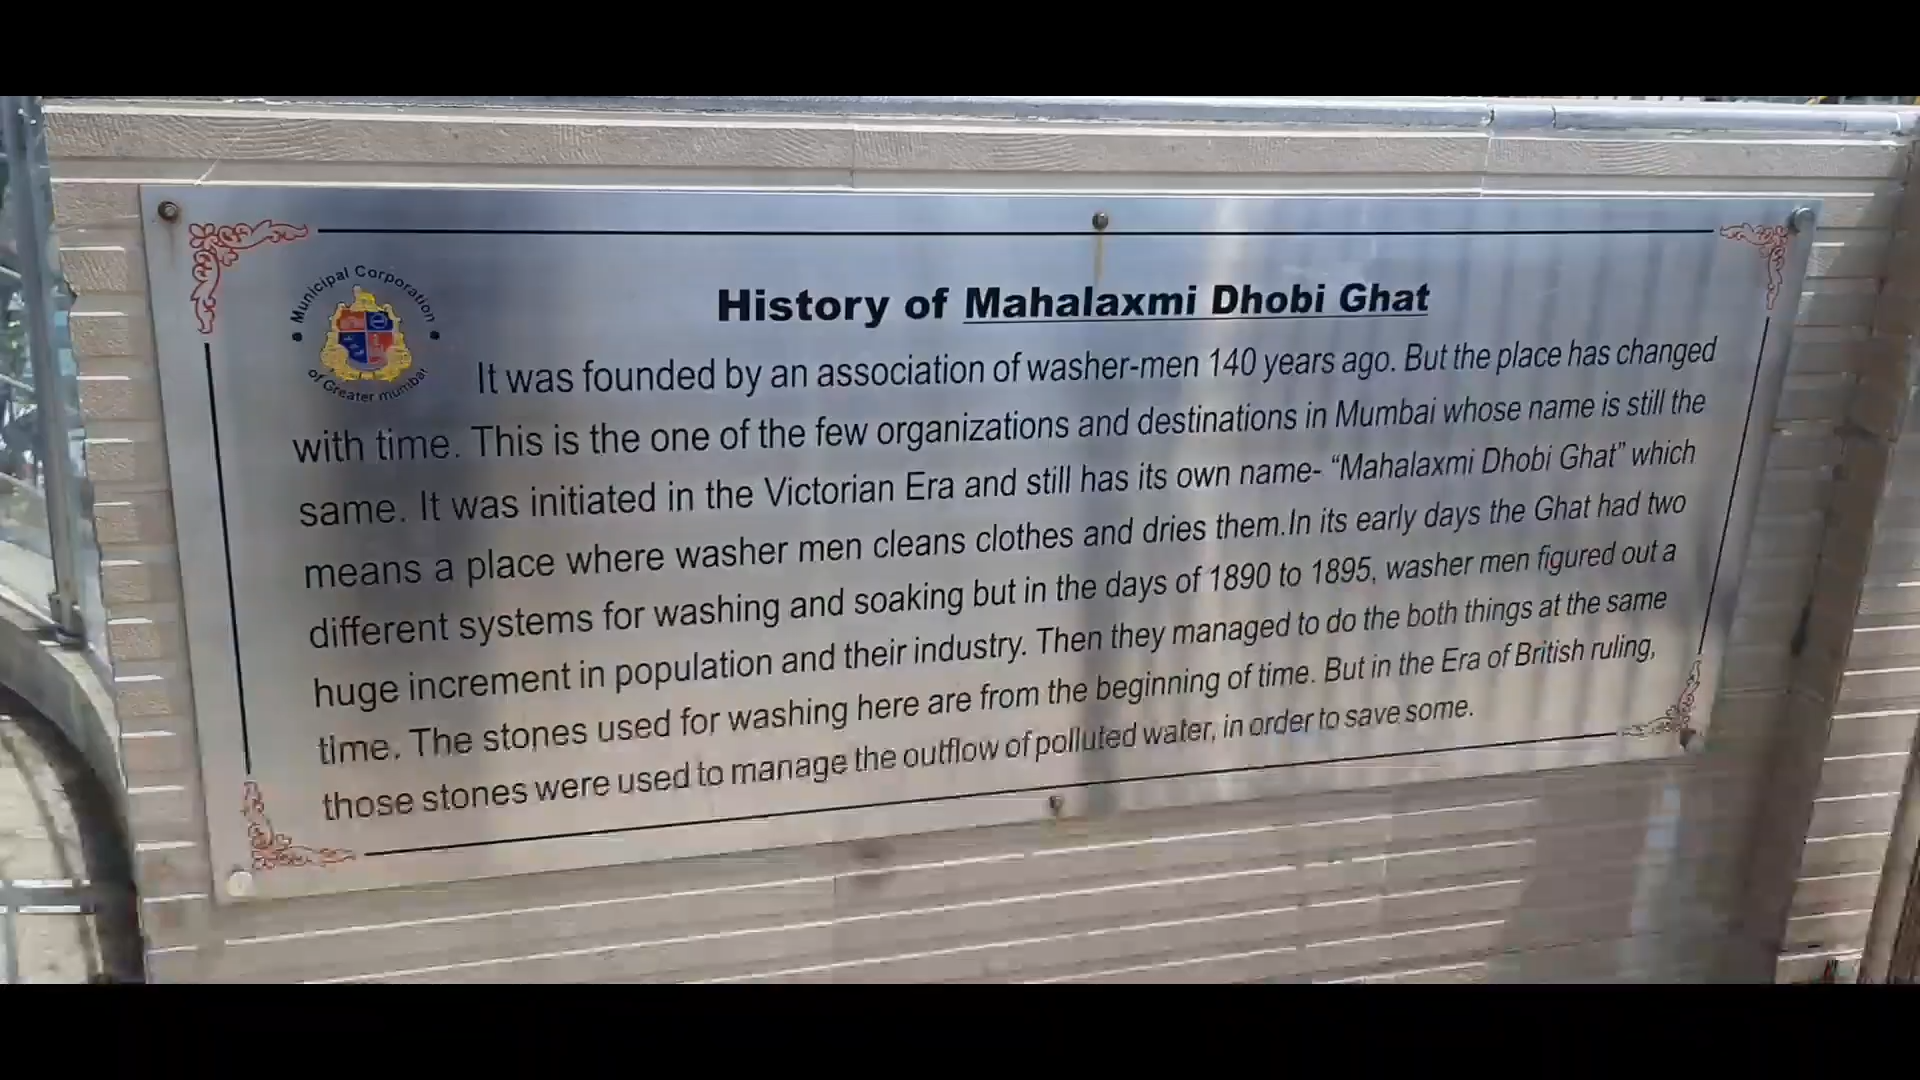 Municipal Corporation
of Greater mumbai
History of Mahalaxmi Dhobi Ghat
It was founded by an association of washer-men 140 years ago. But the place has changed
with time. This is the one of the few organizations and destinations in Mumbai whose name is still the
same. It was initiated in the Victorian Era and still has its own name- “Mahalaxmi Dhobi Ghat” which
means a place where washer men cleans clothes and dries them.In its early days the Ghat had two
different systems for washing and soaking but in the days of 1890 to 1895, washer men figured out a
huge increment in population and their industry. Then they managed to do the both things at the same
time. The stones used for washing here are from the beginning of time. But in the Era of British ruling,
those stones were used to manage the outflow of polluted water, in order to save some.